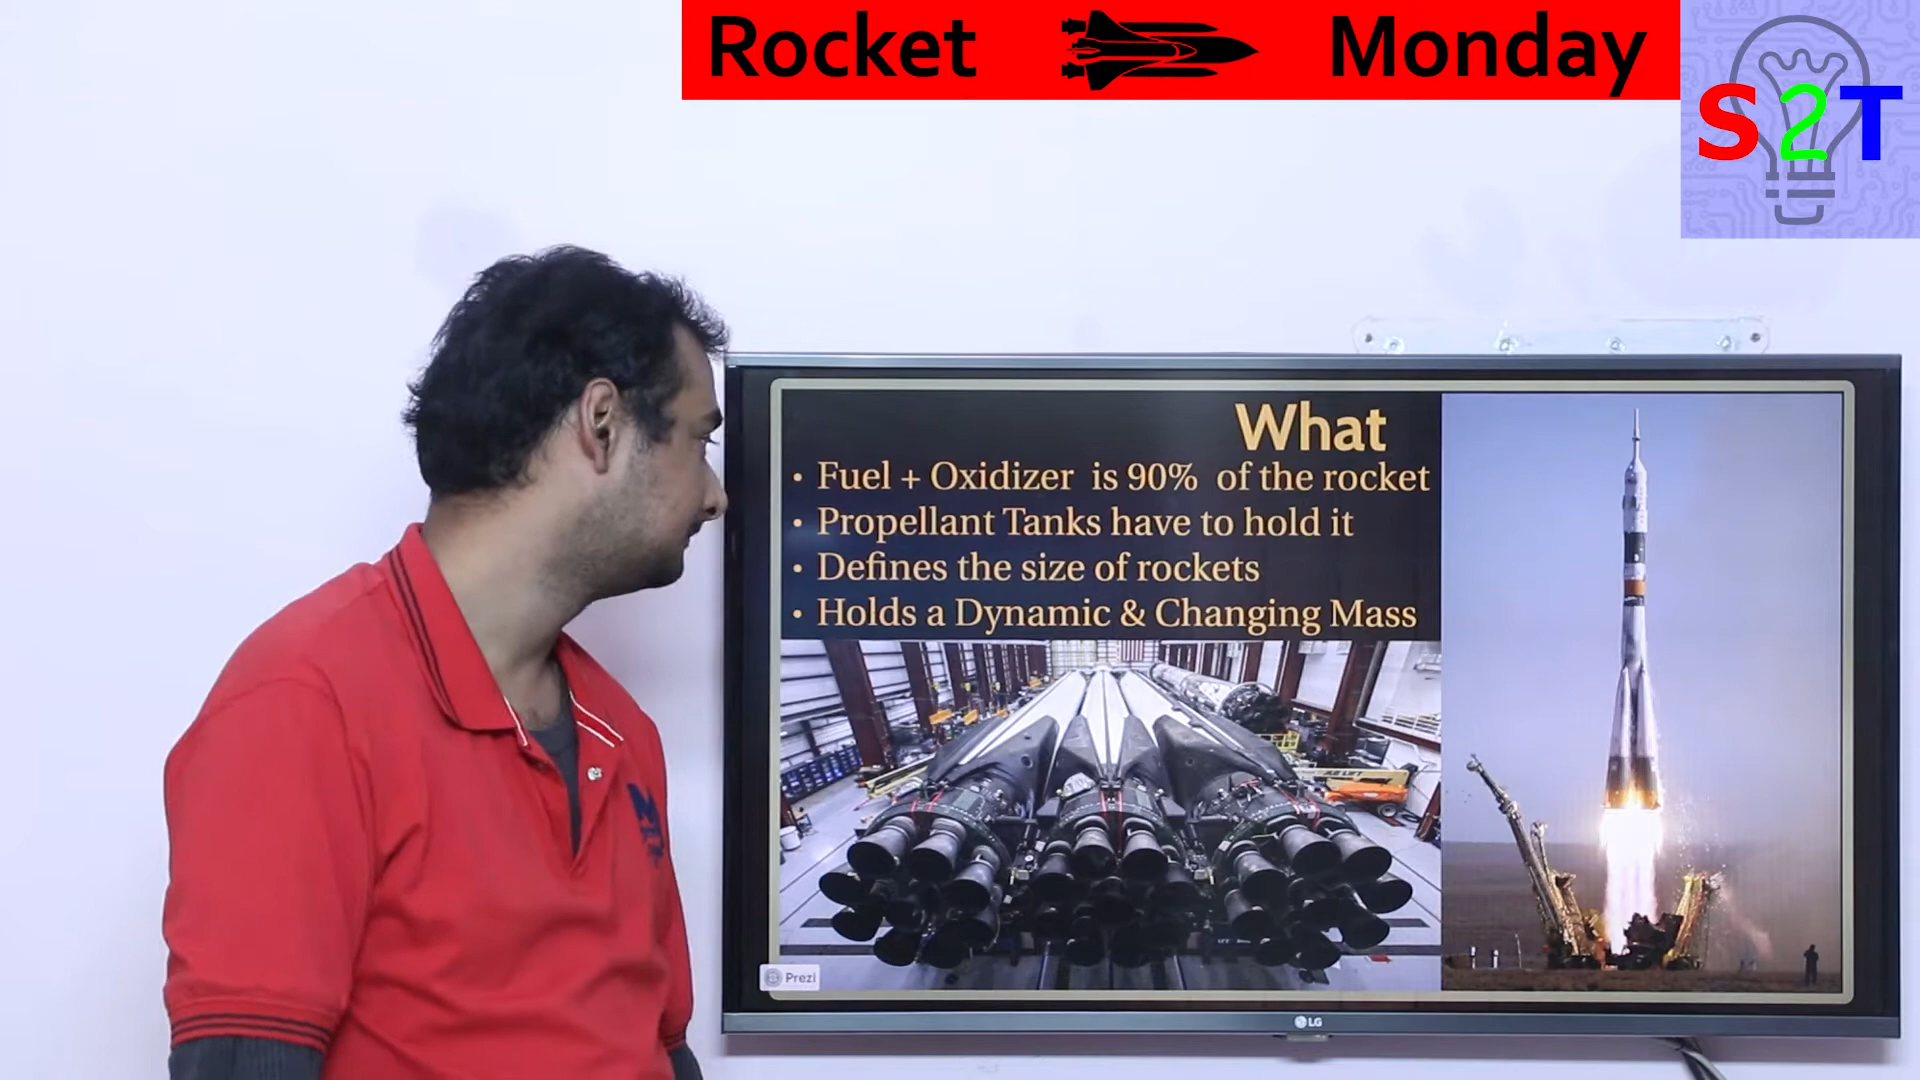 Rocket Monday
S2T
What
• Fuel + Oxidizer is 90% of the rocket
• Propellant Tanks have to hold it
• Defines the size of rockets
• Holds a Dynamic & Changing Mass
Prezi
LG